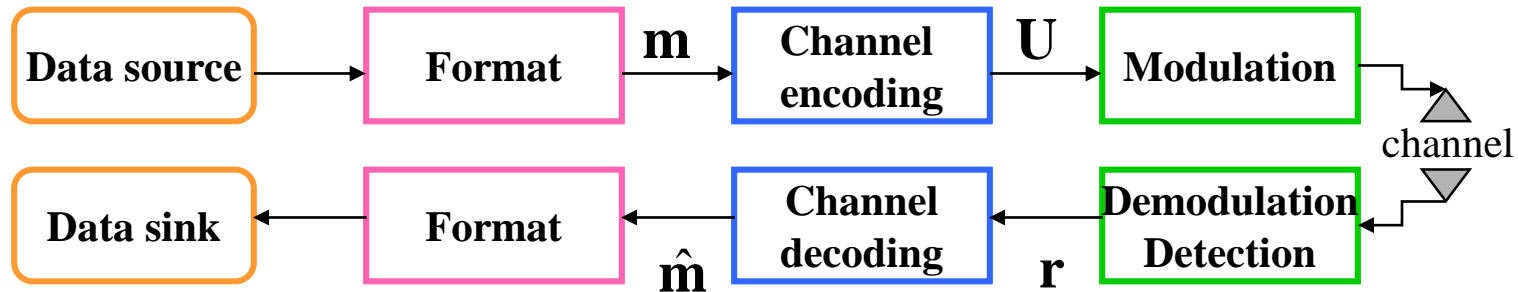 Data source
Format
m
Channel
encoding
U
Modulation
channel
Data sink
Format
m̂
Channel
decoding
r
Demodulation
Detection